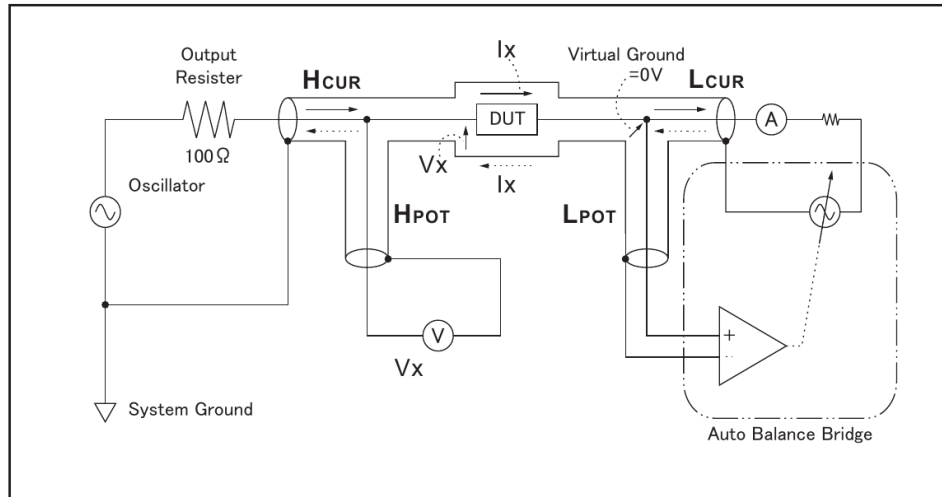 Output
Resister
100Ω
Oscillator
HCUR
Ix
Virtual Ground
=0V
LCUR
A
DUT
Vx
Ix
HPOT
LPOT
V
Vx
+
-
System Ground
Auto Balance Bridge